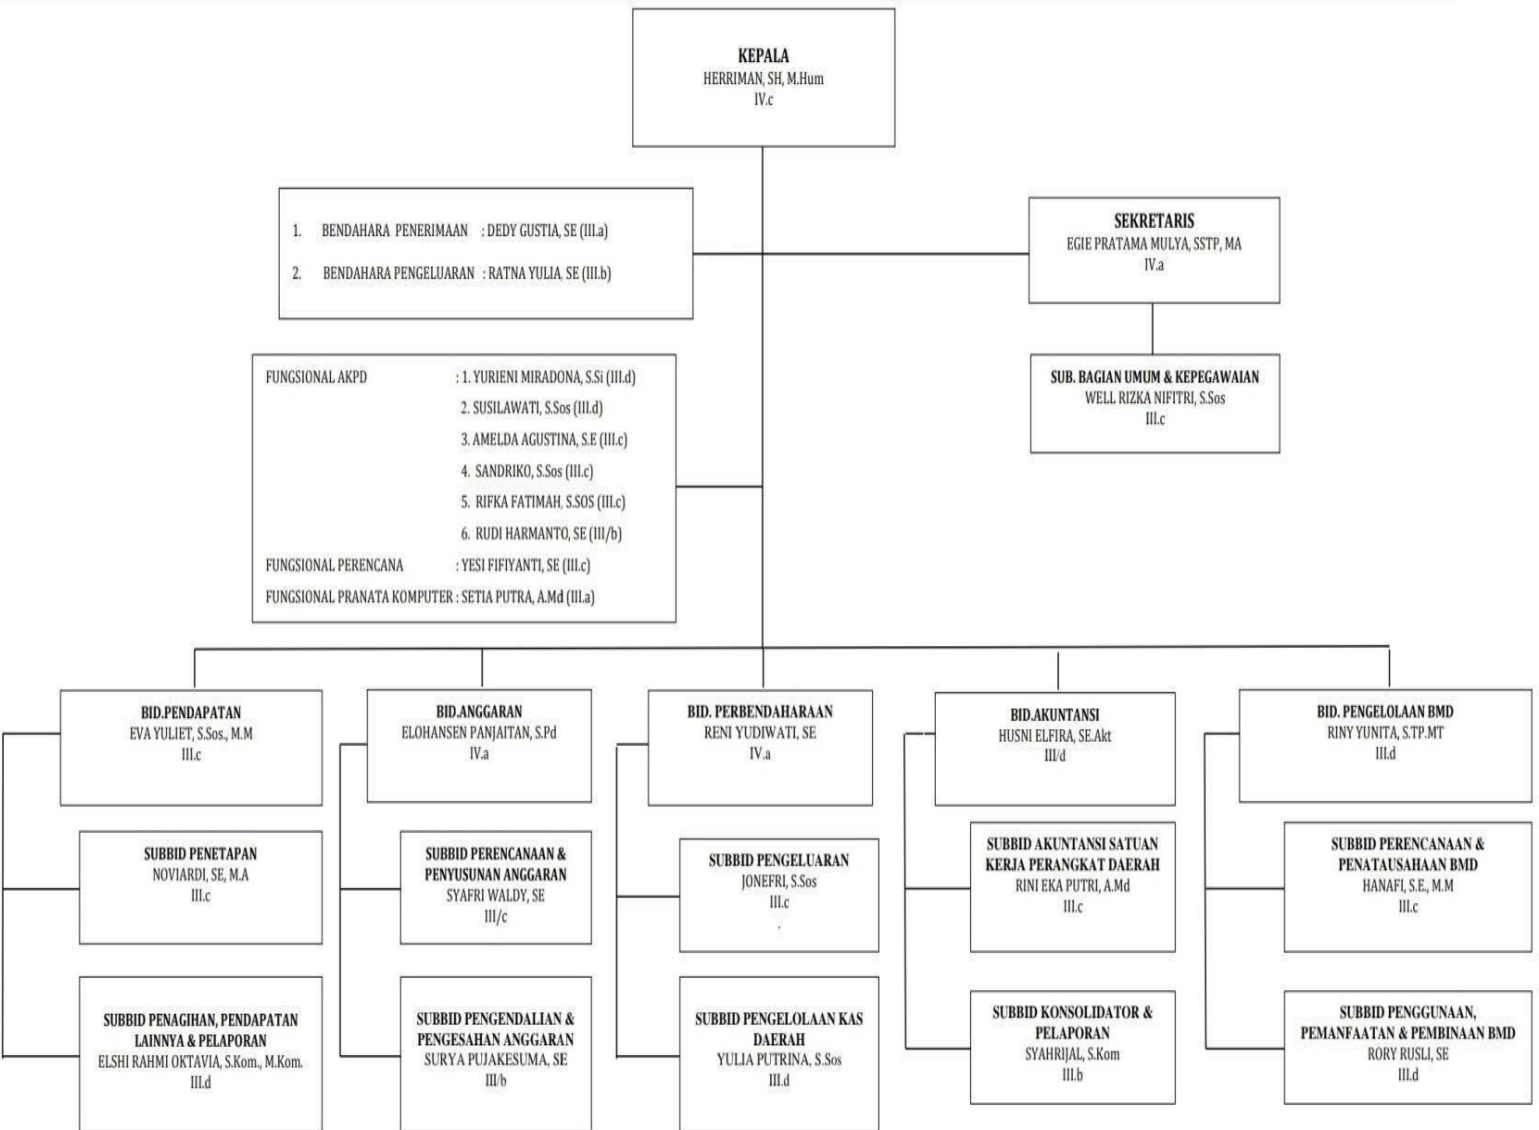 KEPALA
HERRIMAN, SH, M.Hum
IV.c
1. BENDAHARA PENERIMAAN : DEDY GUSTIA, SE (III.a)
2. BENDAHARA PENGELUARAN : RATNA YULIA, SE (III.b)
SEKRETARIS
EGIE PRATAMA MULYA, SSTP, MA
IV.a
SUB. BAGIAN UMUM & KEPEGAWAIAN
WELL RIZKA NIFITRI, S.Sos
III.c
FUNGSIONAL AKPD : 1. YURIENI MIRADONA, S.Si (III.d)
2. SUSILAWATI, S.Sos (III.d)
3. AMELDA AGUSTINA, S.E (III.c)
4. SANDRIKO, S.Sos (III.c)
5. RIFKA FATIMAH, S.SOS (III.c)
6. RUDI HARMANTO, SE (III/b)
FUNGSIONAL PERENCANA : YESI FIFIYANTI, SE (III.c)
FUNGSIONAL PRANATA KOMPUTER : SETIA PUTRA, A.Md (III.a)
BID.PENDAPATAN
EVA YULIET, S.Sos., M.M
III.c
SUBBID PENETAPAN
NOVIARDI, SE, M.A
III.c
SUBBID PENAGIHAN, PENDAPATAN
LAINNYA & PELAPORAN
ELSHI RAHMI OKTAVIA, S.Kom., M.Kom.
III.d
BID.ANGGARAN
ELOHANSEN PANJAITAN, S.Pd
IV.a
SUBBID PERENCANAAN &
PENYUSUNAN ANGGARAN
SYAFRI WALDY, SE
III/c
SUBBID PENGENDALIAN &
PENGESAHAN ANGGARAN
SURYA PUJAKESUMA, SE
III/b
BID. PERBENDAHARAAN
RENI YUDIWATI, SE
IV.a
SUBBID PENGELUARAN
JONEFRI, S.Sos
III.c
.
SUBBID PENGELOLAAN KAS
DAERAH
YULIA PUTRINA, S.Sos
III.d
BID.AKUNTANSI
HUSNI ELFIRA, SE.Akt
III/d
SUBBID AKUNTANSI SATUAN
KERJA PERANGKAT DAERAH
RINI EKA PUTRI, A.Md
III.c
SUBBID KONSOLIDATOR &
PELAPORAN
SYAHRIJAL, S.Kom
III.b
BID. PENGELOLAAN BMD
RINY YUNITA, S.TP.MT
III.d
SUBBID PERENCANAAN &
PENATAUSAHAAN BMD
HANAFI, S.E., M.M
III.c
SUBBID PENGGUNAAN,
PEMANFAATAN & PEMBINAAN BMD
RORY RUSLI, SE
III.d